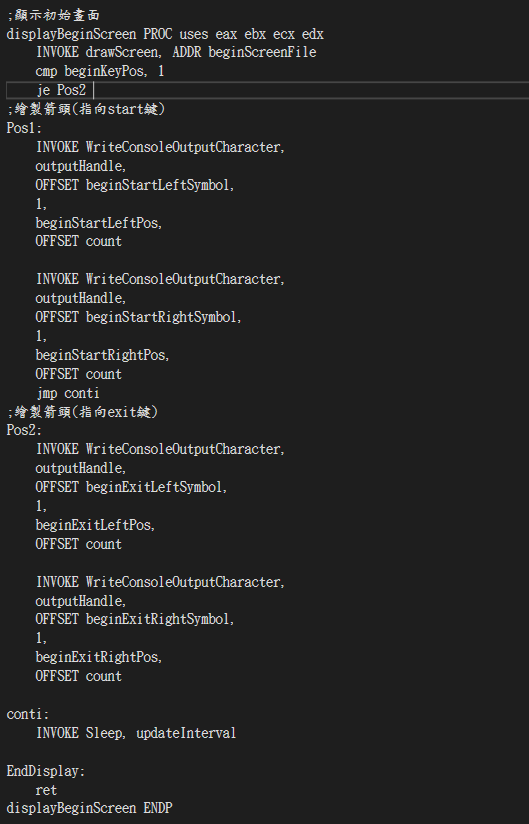 ;顯示初始畫面
displayBeginScreen PROC uses eax ebx ecx edx
    INVOKE drawScreen, ADDR beginScreenFile
    cmp beginKeyPos, 1
    je Pos2
;繪製箭頭(指向start鍵)
Pos1:
    INVOKE WriteConsoleOutputCharacter,
    outputHandle,
    OFFSET beginStartLeftSymbol,
    1,
    beginStartLeftPos,
    OFFSET count

    INVOKE WriteConsoleOutputCharacter,
    outputHandle,
    OFFSET beginStartRightSymbol,
    1,
    beginStartRightPos,
    OFFSET count
    jmp conti
;繪製箭頭(指向exit鍵)
Pos2:
    INVOKE WriteConsoleOutputCharacter,
    outputHandle,
    OFFSET beginExitLeftSymbol,
    1,
    beginExitLeftPos,
    OFFSET count

    INVOKE WriteConsoleOutputCharacter,
    outputHandle,
    OFFSET beginExitRightSymbol,
    1,
    beginExitRightPos,
    OFFSET count

conti:
    INVOKE Sleep, updateInterval

EndDisplay:
    ret
displayBeginScreen ENDP